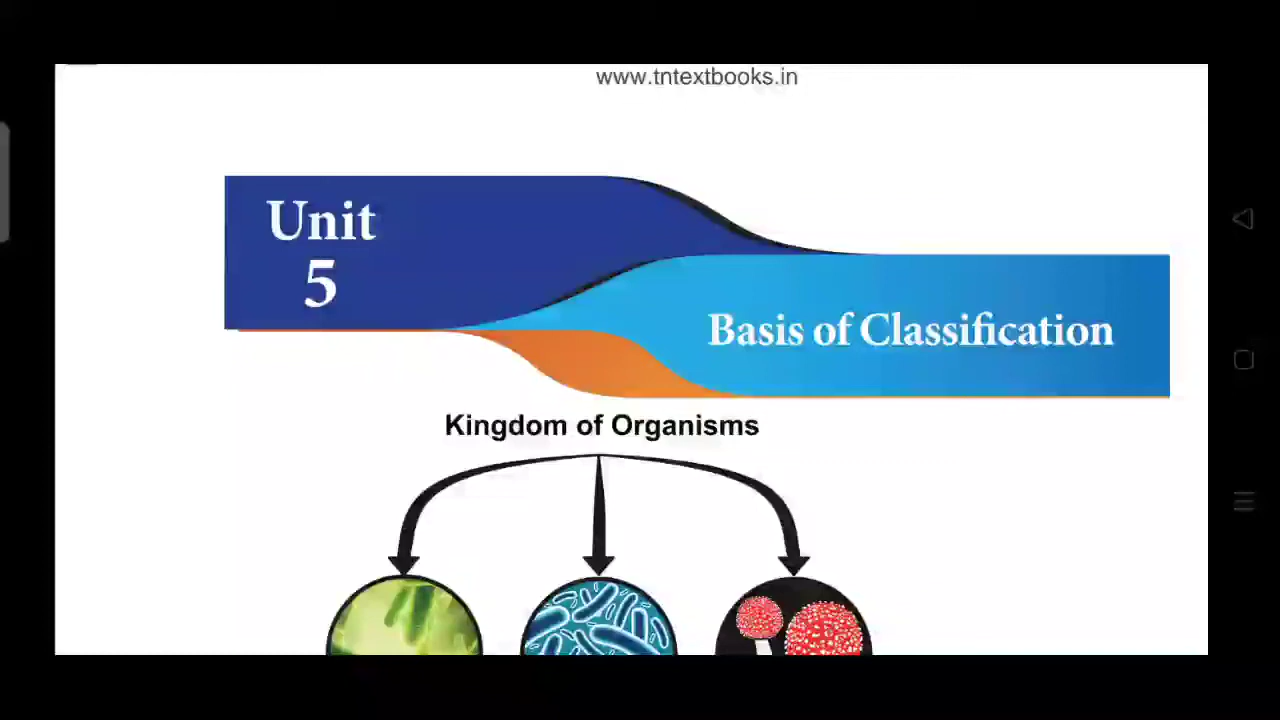 www.tntextbooks.in
Unit
5
Basis of Classification
Kingdom of Organisms